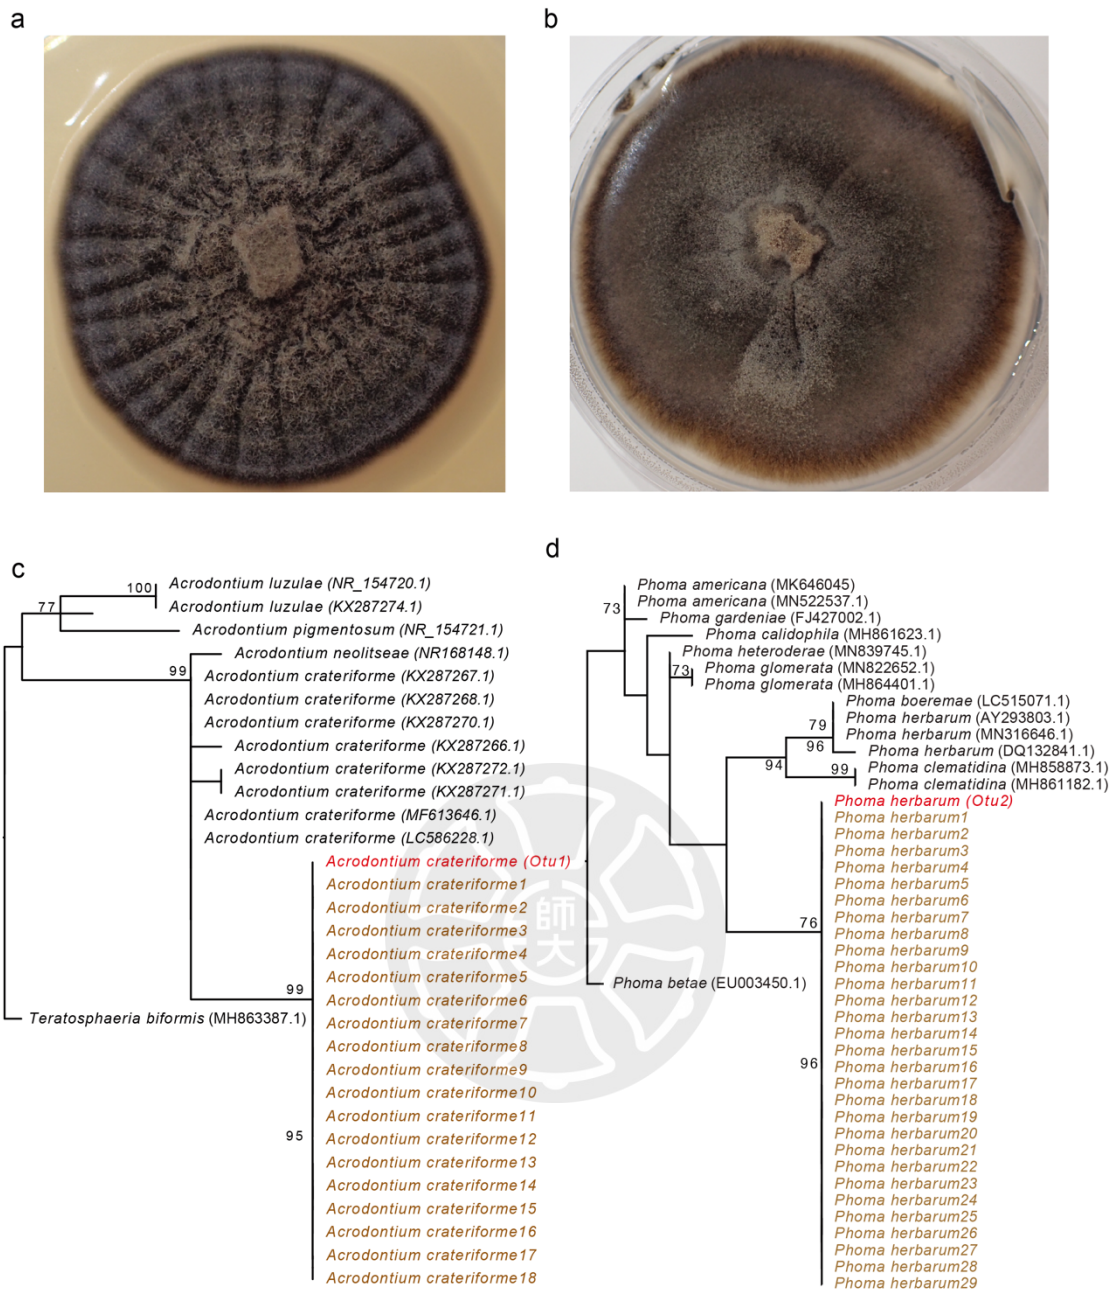 a
b
c
Acrodontium luzulae (NR_154720.1)
Acrodontium luzulae (KX287274.1)
Acrodontium pigmentosum (NR_154721.1)
Acrodontium neolitseae (NR168148.1)
Acrodontium crateriforme (KX287267.1)
Acrodontium crateriforme (KX287268.1)
Acrodontium crateriforme (KX287270.1)
Acrodontium crateriforme (KX287266.1)
Acrodontium crateriforme (KX287272.1)
Acrodontium crateriforme (KX287271.1)
Acrodontium crateriforme (MF613646.1)
Acrodontium crateriforme (LC586228.1)
Acrodontium crateriforme (Otu1)
Acrodontium crateriforme1
Acrodontium crateriforme2
Acrodontium crateriforme3
Acrodontium crateriforme4
Acrodontium crateriforme5
Acrodontium crateriforme6
Acrodontium crateriforme7
Acrodontium crateriforme8
Acrodontium crateriforme9
Acrodontium crateriforme10
Acrodontium crateriforme11
Acrodontium crateriforme12
Acrodontium crateriforme13
Acrodontium crateriforme14
Acrodontium crateriforme15
Acrodontium crateriforme16
Acrodontium crateriforme17
Acrodontium crateriforme18
Teratosphaeria biformis (MH863387.1)
100
77
99
99
95
d
Phoma americana (MK646045)
Phoma americana (MN522537.1)
Phoma gardeniae (FJ427002.1)
Phoma calidophila (MH861623.1)
Phoma heteroderae (MN839745.1)
Phoma glomerata (MN822652.1)
Phoma glomerata (MH864401.1)
Phoma boeremae (LC515071.1)
Phoma herbarum (AY293803.1)
Phoma herbarum (MN316646.1)
Phoma herbarum (DQ132841.1)
Phoma clematidina (MH858873.1)
Phoma clematidina (MH861182.1)
Phoma herbarum (Otu2)
Phoma herbarum1
Phoma herbarum2
Phoma herbarum3
Phoma herbarum4
Phoma herbarum5
Phoma herbarum6
Phoma herbarum7
Phoma herbarum8
Phoma herbarum9
Phoma herbarum10
Phoma herbarum11
Phoma herbarum12
Phoma herbarum13
Phoma herbarum14
Phoma herbarum15
Phoma herbarum16
Phoma herbarum17
Phoma herbarum18
Phoma herbarum19
Phoma herbarum20
Phoma herbarum21
Phoma herbarum22
Phoma herbarum23
Phoma herbarum24
Phoma herbarum25
Phoma herbarum26
Phoma herbarum27
Phoma herbarum28
Phoma herbarum29
Phoma betae (EU003450.1)
73
73
79
96
94
99
76
96
師大